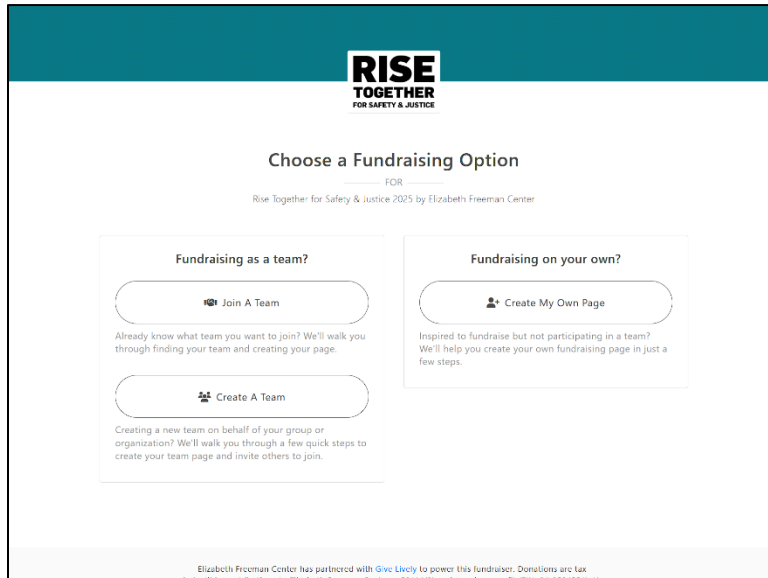 RISE
TOGETHER
FOR SAFETY & JUSTICE
Choose a Fundraising Option
FOR
Rise Together for Safety & Justice 2025 by Elizabeth Freeman Center
Fundraising as a team?
Join A Team
Already know what team you want to join? We'll walk you
through finding your team and creating your page.
Create A Team
Creating a new team on behalf of your group or
organization? We'll walk you through a few quick steps to
create your team page and invite others to join.
Fundraising on your own?
Create My Own Page
Inspired to fundraise but not participating in a team?
We'll help you create your own fundraising page in just a
few steps.
Elizabeth Freeman Center has partnered with Give Lively to power this fundraiser. Donations are tax